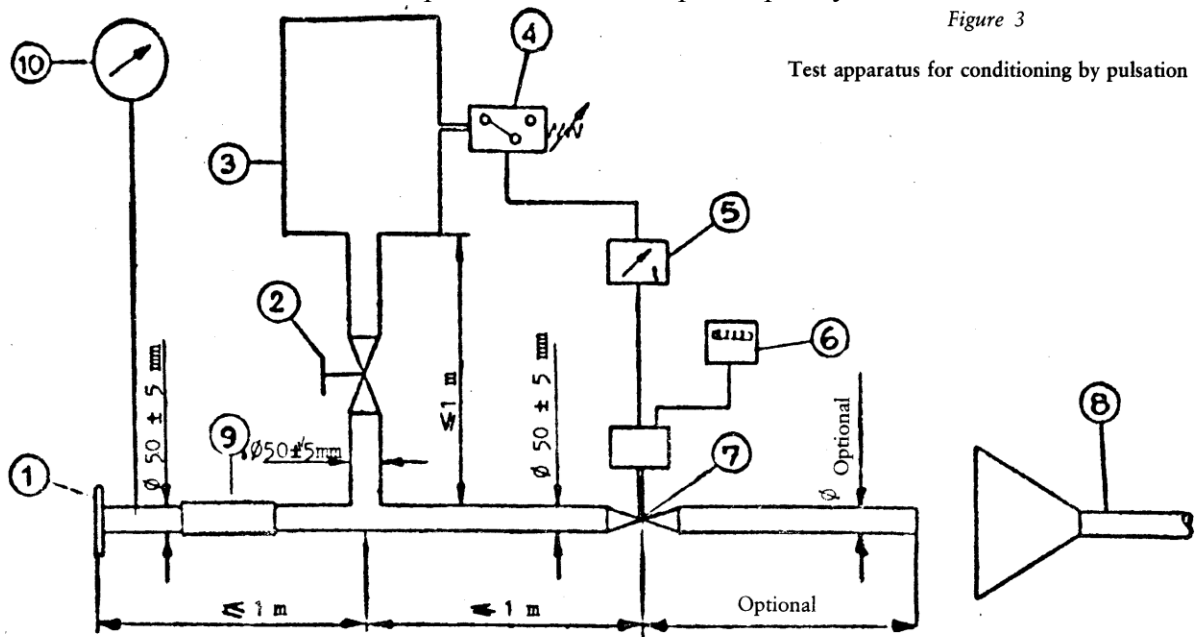 Figure 3
Test apparatus for conditioning by pulsation
10
4
3
5
2
6
⩽ 1 m
Ø 50 ± 5 mm
Ø 50 ± 5 mm
Ø Optional
8
9
Ø50±5mm
7
1
⩽ 1 m
⩽ 1 m
Optional